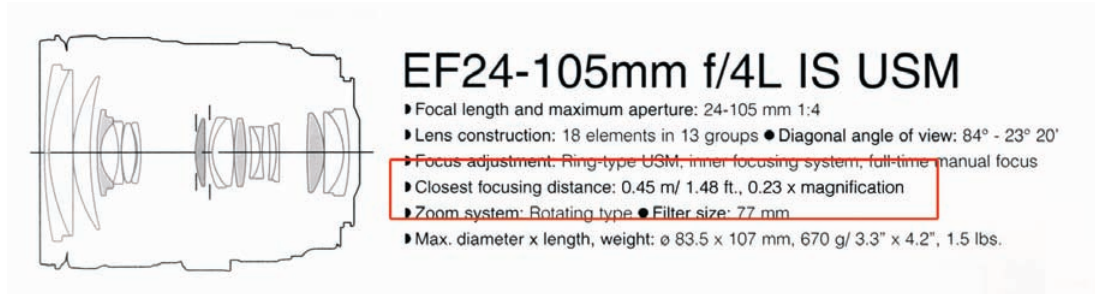 EF24-105mm f/4L IS USM
◗ Focal length and maximum aperture: 24-105 mm 1:4
◗ Lens construction: 18 elements in 13 groups ● Diagonal angle of view: 84° - 23° 20’
◗ Focus adjustment: Ring-type USM, inner focusing system, full-time manual focus
◗ Closest focusing distance: 0.45 m/ 1.48 ft., 0.23 x magnification
◗ Zoom system: Rotating type ● Filter size: 77 mm
◗ Max. diameter x length, weight: ø 83.5 x 107 mm, 670 g/ 3.3” x 4.2”, 1.5 lbs.